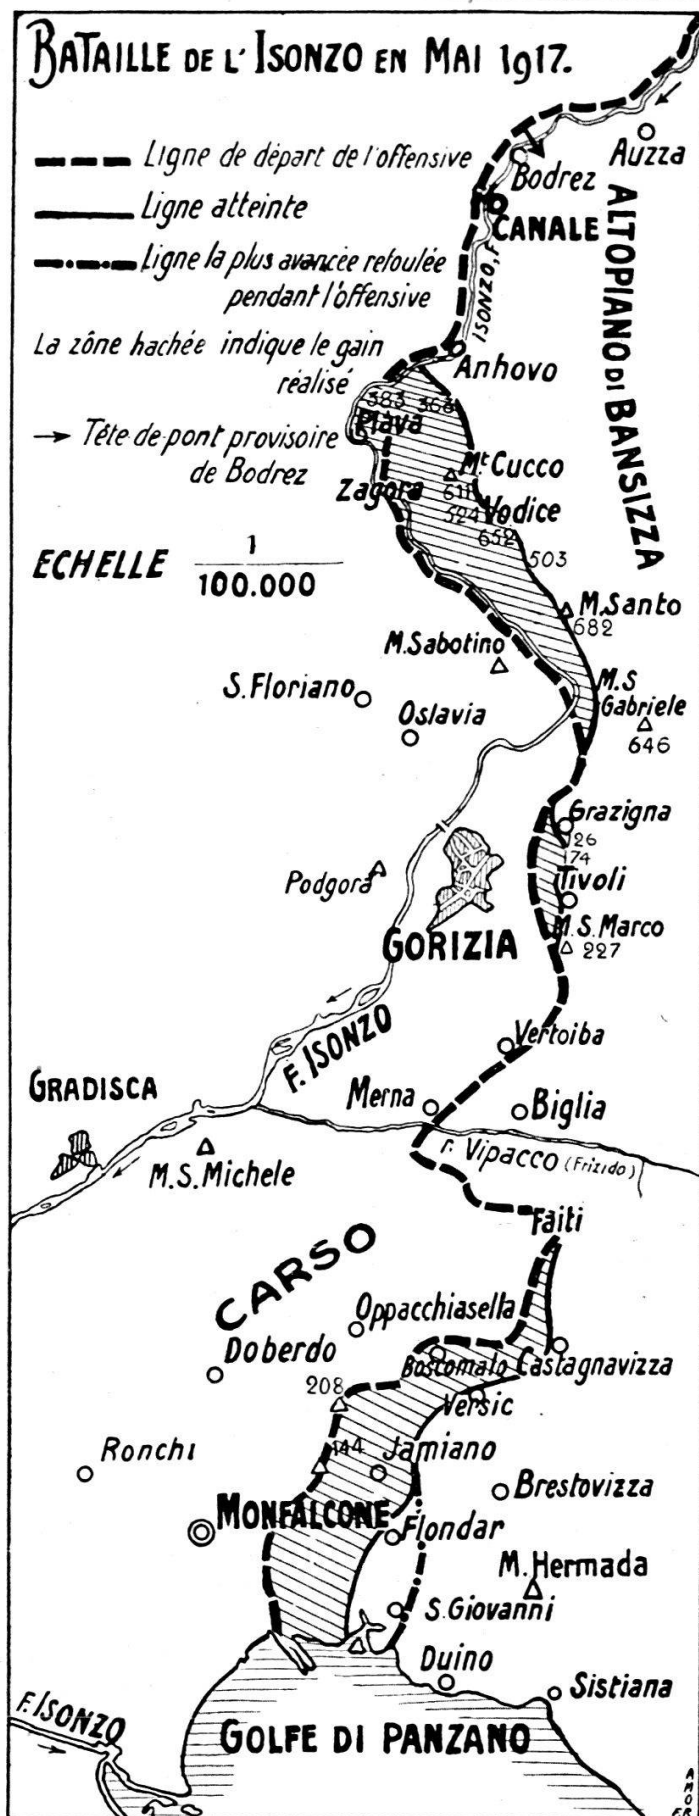 BATAILLE DE L'ISONZO EN MAI 1917.
Ligne de départ de l'offensive
Ligne atteinte
Ligne la plus avancée refoulée
pendant l'offensive
La zône hachée indique le gain
réalisé
→ Tête de pont provisoire
de Bodrez
ECHELLE 1
100.000
Auzza
Bodrez
CANALE
ALTOPIANO DI BANSIZZA
ISONZO, F
Anhovo
383 363
Plava
Mt Cucco
611
Zagora
524 Vodice
652
503
M. Santo
682
M. Sabotino
S. Floriano
M.S
Gabriele
646
Oslavia
Grazigna
126
174
Podgora
Tivoli
GORIZIA
M.S. Marco
227
F. ISONZO
Vertoiba
GRADISCA
Merna
Biglia
M.S. Michele
r. Vipacco (Frizido)
Faiti
CARSO
Oppacchiasella
Doberdo
Boscomalo Castagnavizza
208
Versic
144
Ronchi
Jamiano
Brestovizza
MONFALCONE
Flondar
M. Hermada
S. Giovanni
Duino
Sistiana
F. ISONZO
GOLFE DI PANZANO